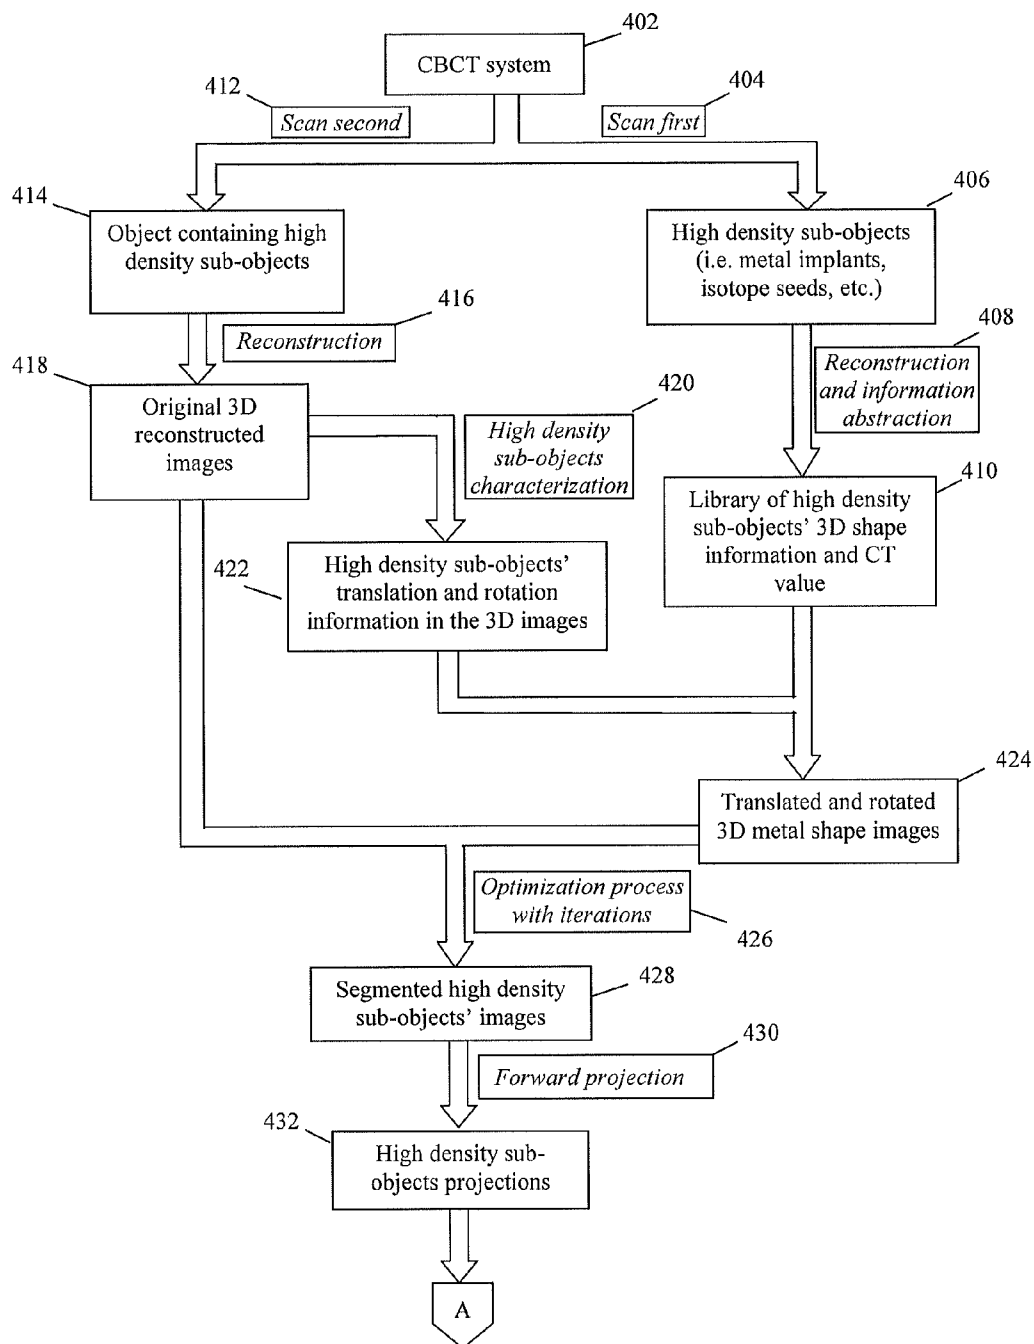 402
CBCT system
412
404
Scan second
Scan first
414
406
Object containing high
density sub-objects
High density sub-objects
(i.e. metal implants,
isotope seeds, etc.)
416
Reconstruction
408
Reconstruction
and information
abstraction
418
Original 3D
reconstructed
images
420
High density
sub-objects
characterization
410
Library of high density
sub-objects’ 3D shape
information and CT
value
422
High density sub-objects’
translation and rotation
information in the 3D images
424
Translated and rotated
3D metal shape images
Optimization process
with iterations
426
428
Segmented high density
sub-objects’ images
430
Forward projection
432
High density sub-
objects projections
A